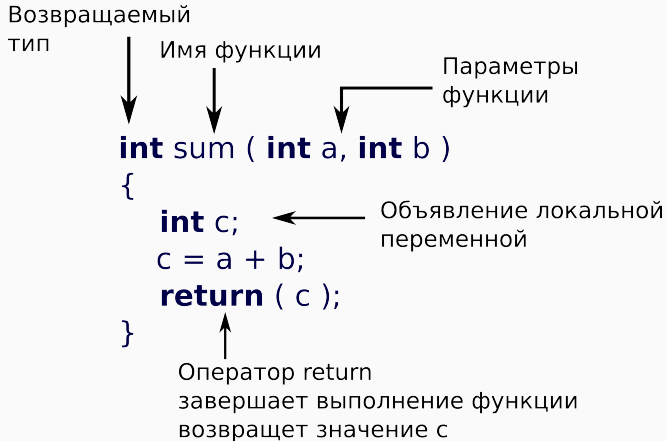 Возвращаемый
тип
Имя функции
Параметры
функции
int sum ( int a, int b )
{
int c;
Объявление локальной
переменной
c = a + b;
return ( c );
}
Оператор return
завершает выполнение функции
возвращет значение c